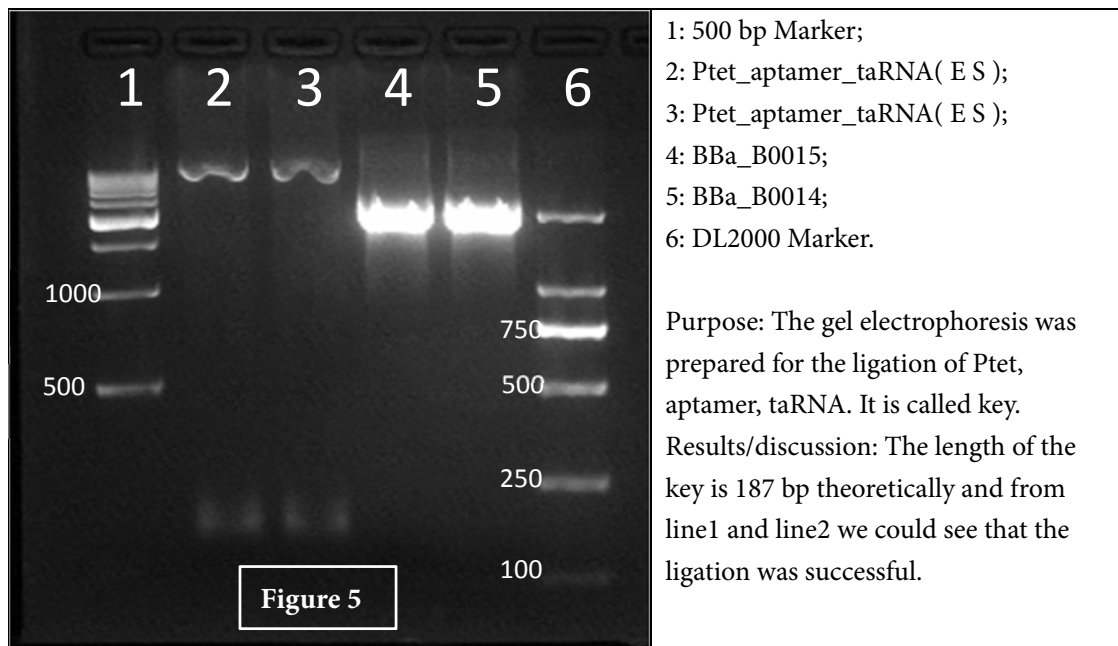 1 2 3 4 5 6
1000
500
750
500
250
100
Figure 5
1: 500 bp Marker;
2: Ptet_aptamer_taRNA( E S );
3: Ptet_aptamer_taRNA( E S );
4: BBa_B0015;
5: BBa_B0014;
6: DL2000 Marker.
Purpose: The gel electrophoresis was
prepared for the ligation of Ptet,
aptamer, taRNA. It is called key.
Results/discussion: The length of the
key is 187 bp theoretically and from
line1 and line2 we could see that the
ligation was successful.